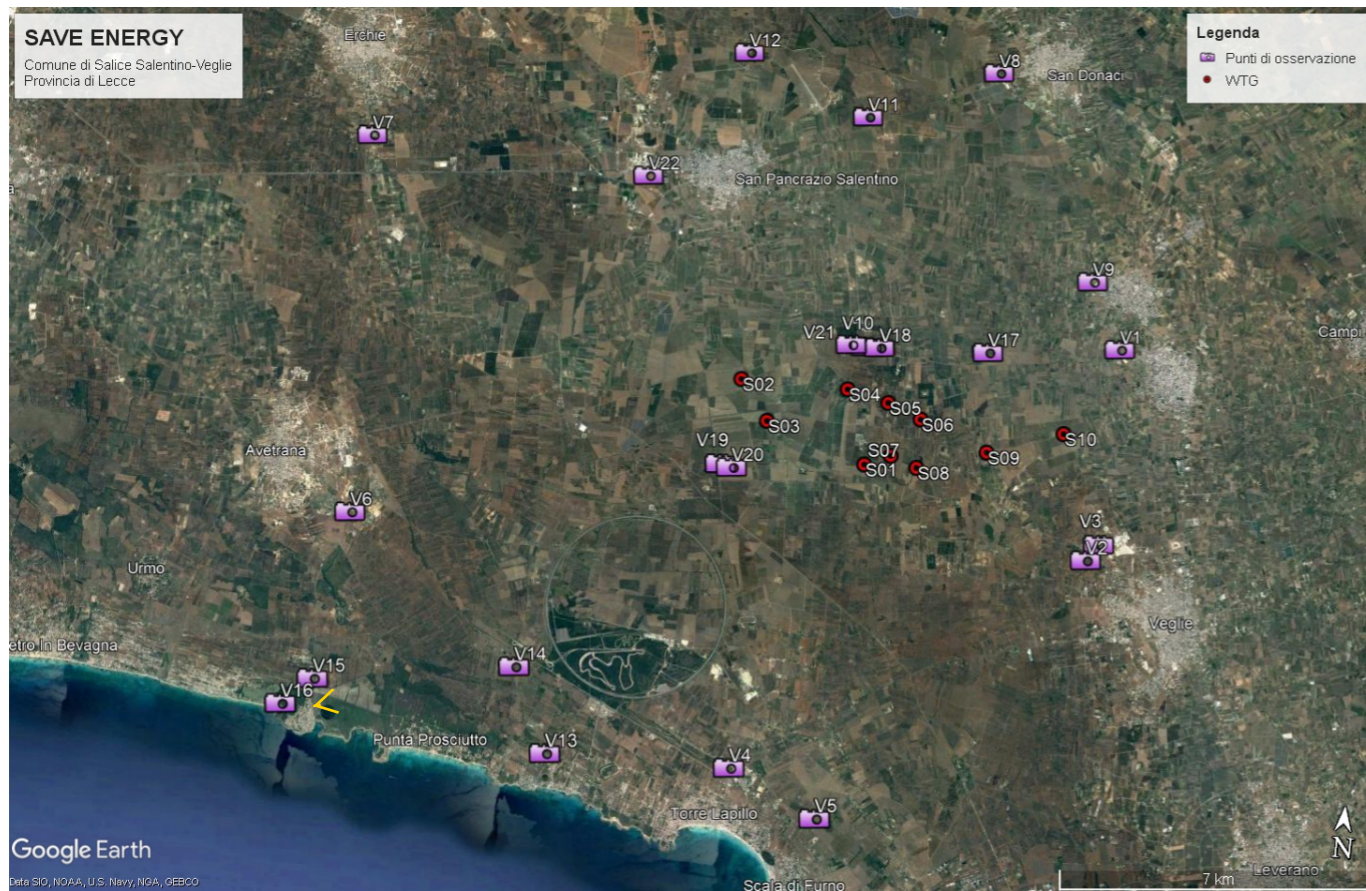 SAVE ENERGY
Comune di Salice Salentino-Veglie
Provincia di Lecce
Legenda
Punti di osservazione
WTG
Erchie
V12
V8
San Donaci
V11
V7
V22
San Pancrazio Salentino
V9
Campi
V21
V10
V18
V17
V1
S02
S04
S05
S03
S06
S10
Avetrana
V19
V20
S07
S01
S08
S09
V6
V3
V2
Urmo
Veglie
etro In Bevagna
V15
V14
V16
Punta Prosciutto
V13
V4
Torre Lapillo
V5
Google Earth
N
Leverano
7 km
Data SIO, NOAA, U.S. Navy, NGA, GEBCO
Scala di Furno